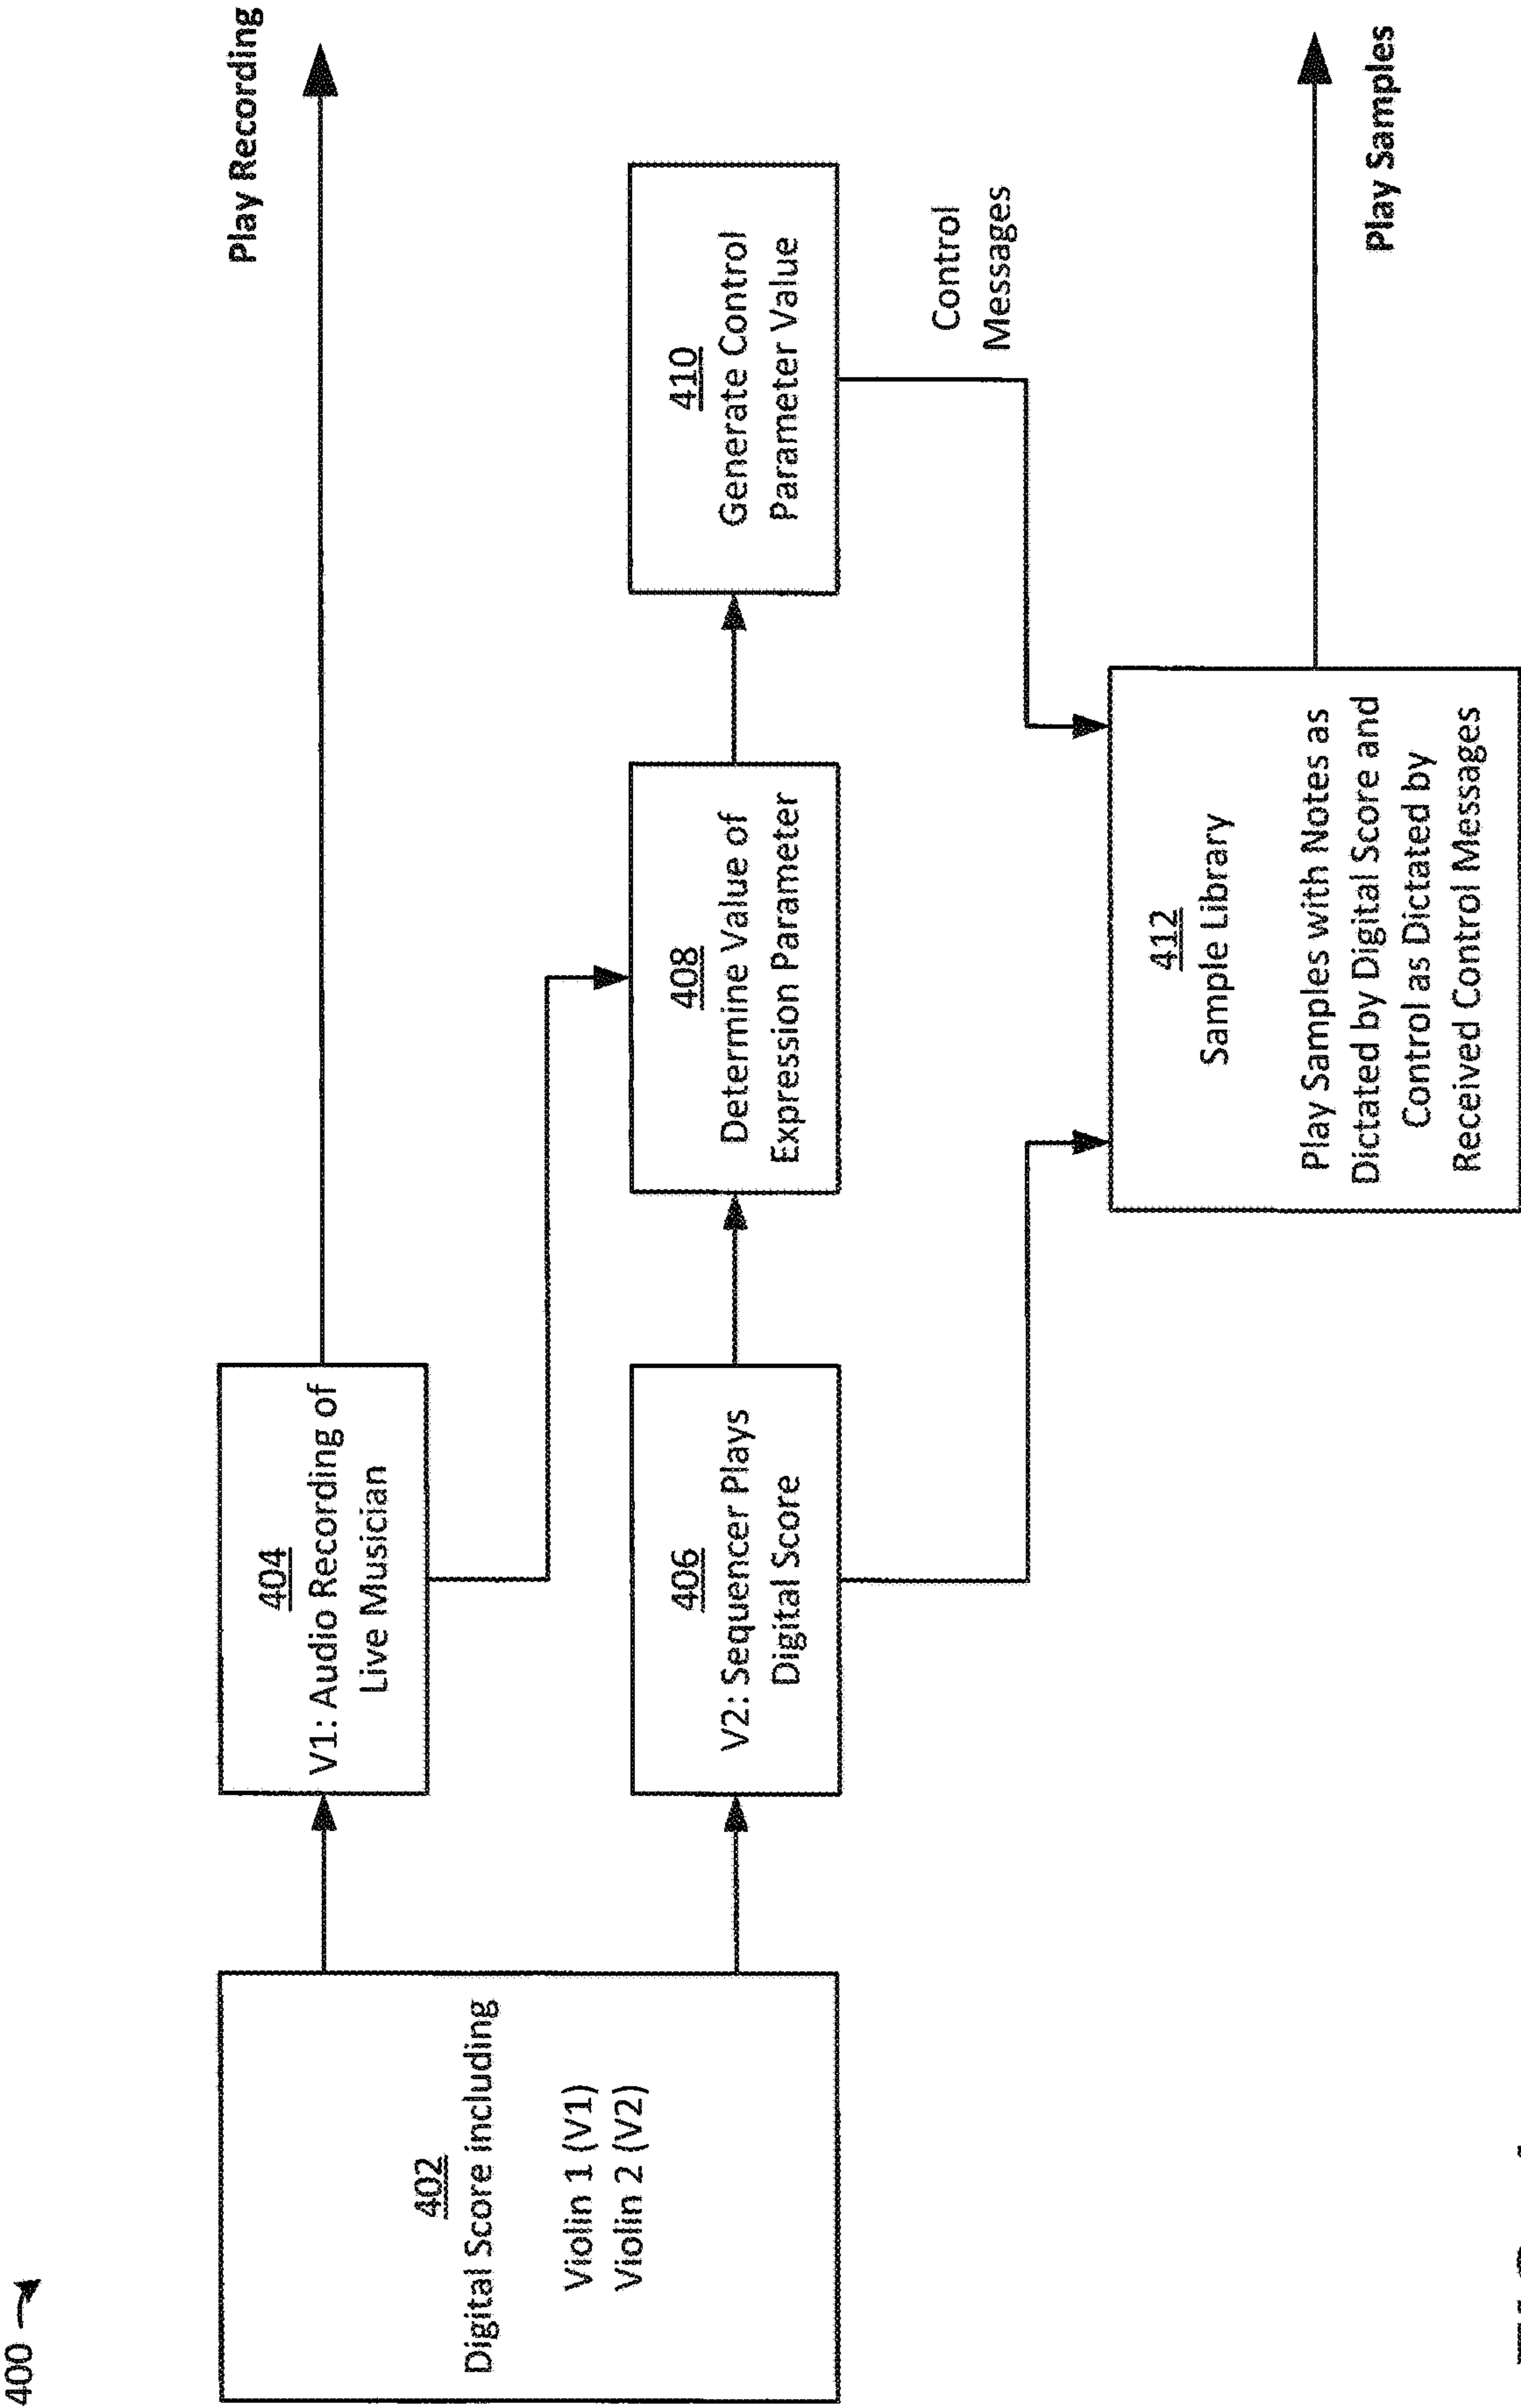 400
402
Digital Score including
Violin 1 (V1)
Violin 2 (V2)
404
V1: Audio Recording of
Live Musician
Play Recording
406
V2: Sequencer Plays
Digital Score
408
Determine Value of
Expression Parameter
410
Generate Control
Parameter Value
Control
Messages
412
Sample Library
Play Samples with Notes as
Dictated by Digital Score and
Control as Dictated by
Received Control Messages
Play Samples